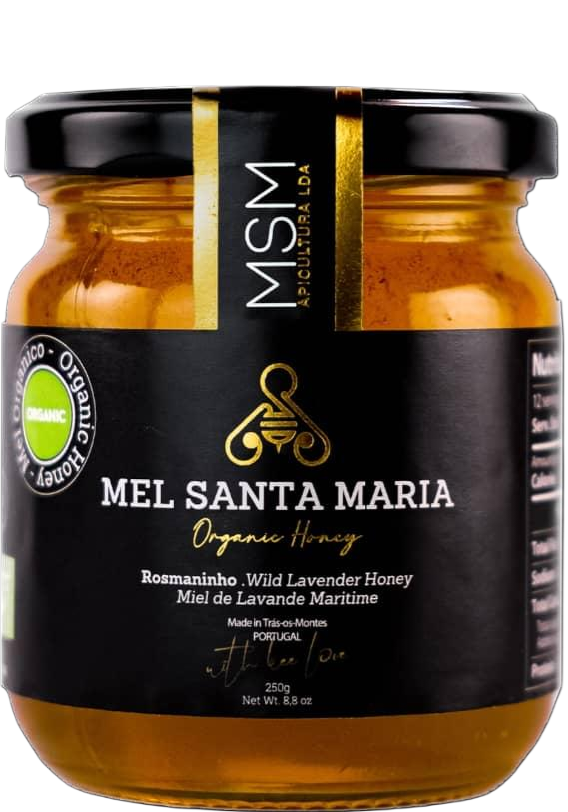 MSM
APICULTURA LDA
Mel Organico - Organic Honey -
ORGANIC
MEL SANTA MARIA
Organic Honey
Rosmaninho .Wild Lavender Honey
Miel de Lavande Maritime
Made in Trás-os-Montes
PORTUGAL
with bee love
250g
Net Wt. 8,8 oz